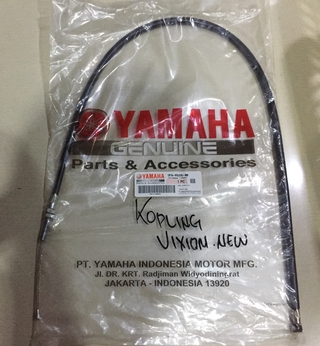 YAMAHA
GENUINE
Parts & Accessories
YAMAHA
KOPLING
VIXION.NEW
PT. YAMAHA INDONESIA MOTOR MFG.
Jl. DR. KRT. Radjiman Widyodiningrat
JAKARTA - INDONESIA 13920